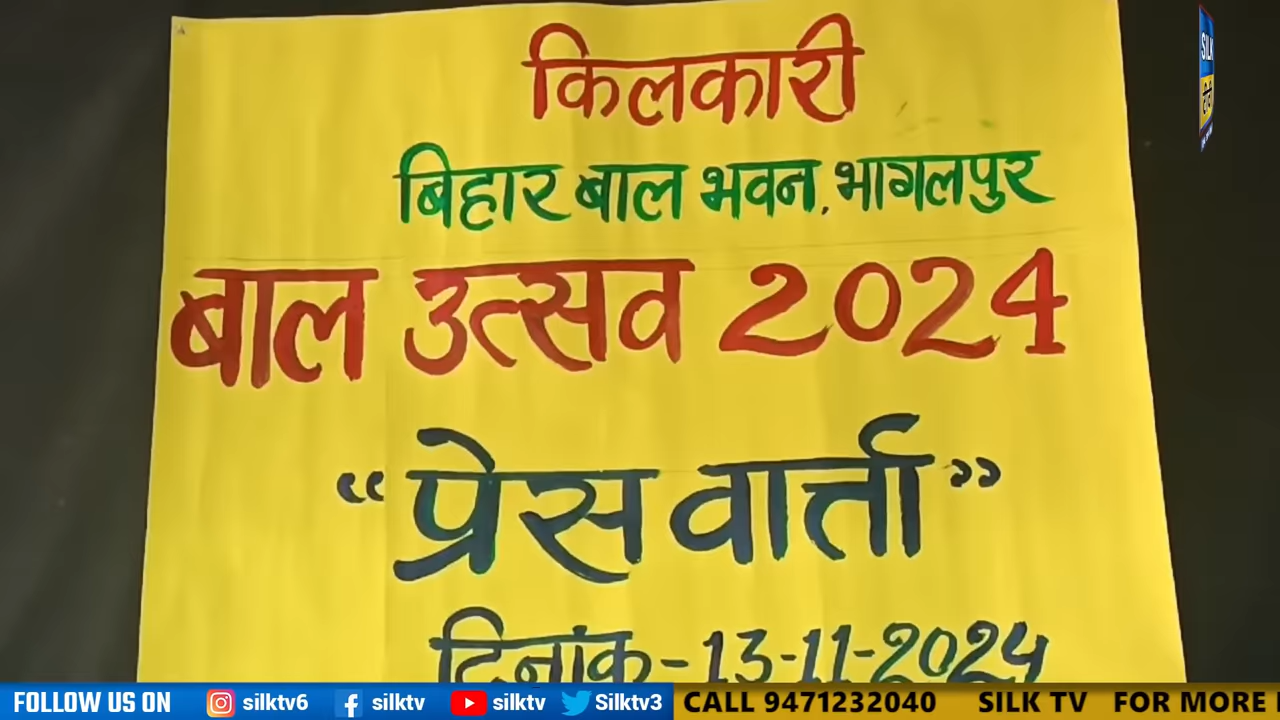 किलकारी
बिहार बाल भवन, भागलपुर
बाल उत्सव 2024
“प्रेस वार्ता”
दिनांक-13-11-2024
SILK
टीवी
FOLLOW US ON silktv6 silktv silktv Silktv3 CALL 9471232040 SILK TV FOR MORE